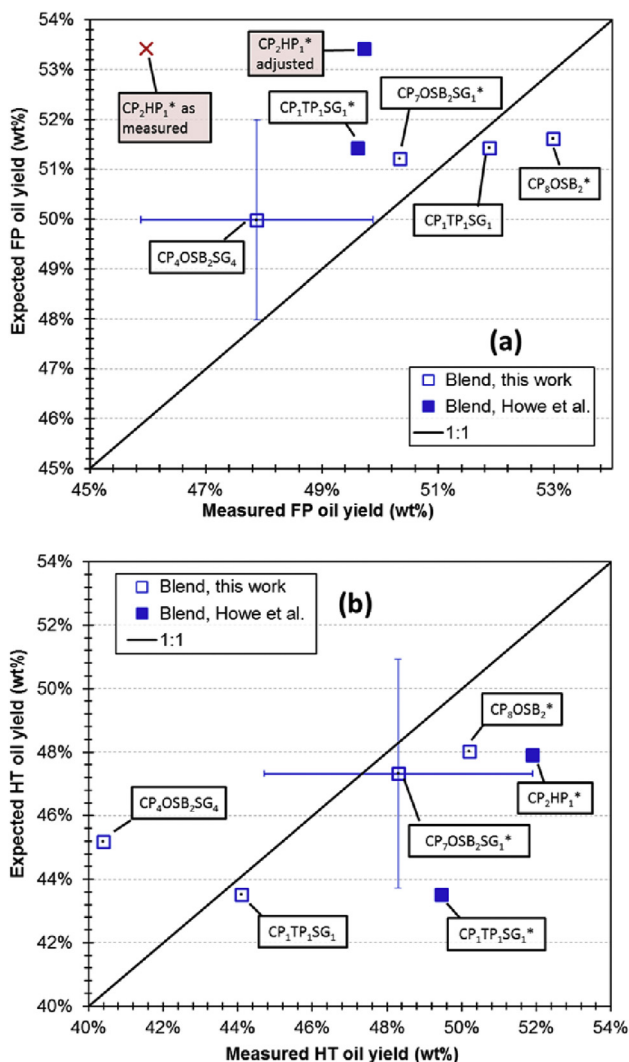 54%
53%
52%
51%
50%
49%
48%
47%
46%
45%
Expected FP oil yield (wt%)
CP₂HP₁* as
measured
CP₂HP₁*
adjusted
CP₁TP₁SG₁*
CP₇OSB₂SG₁*
CP₈OSB₂*
CP₁TP₁SG₁
CP₄OSB₂SG₄
(a)
Blend, this work
Blend, Howe et al.
1:1
45%
47%
49%
51%
53%
Measured FP oil yield (wt%)
54%
52%
50%
48%
46%
44%
42%
40%
Expected HT oil yield (wt%)
Blend, this work
Blend, Howe et al.
1:1
(b)
CP₈OSB₂*
CP₂HP₁*
CP₄OSB₂SG₄
CP₇OSB₂SG₁*
CP₁TP₁SG₁
CP₁TP₁SG₁*
40%
42%
44%
46%
48%
50%
52%
54%
Measured HT oil yield (wt%)